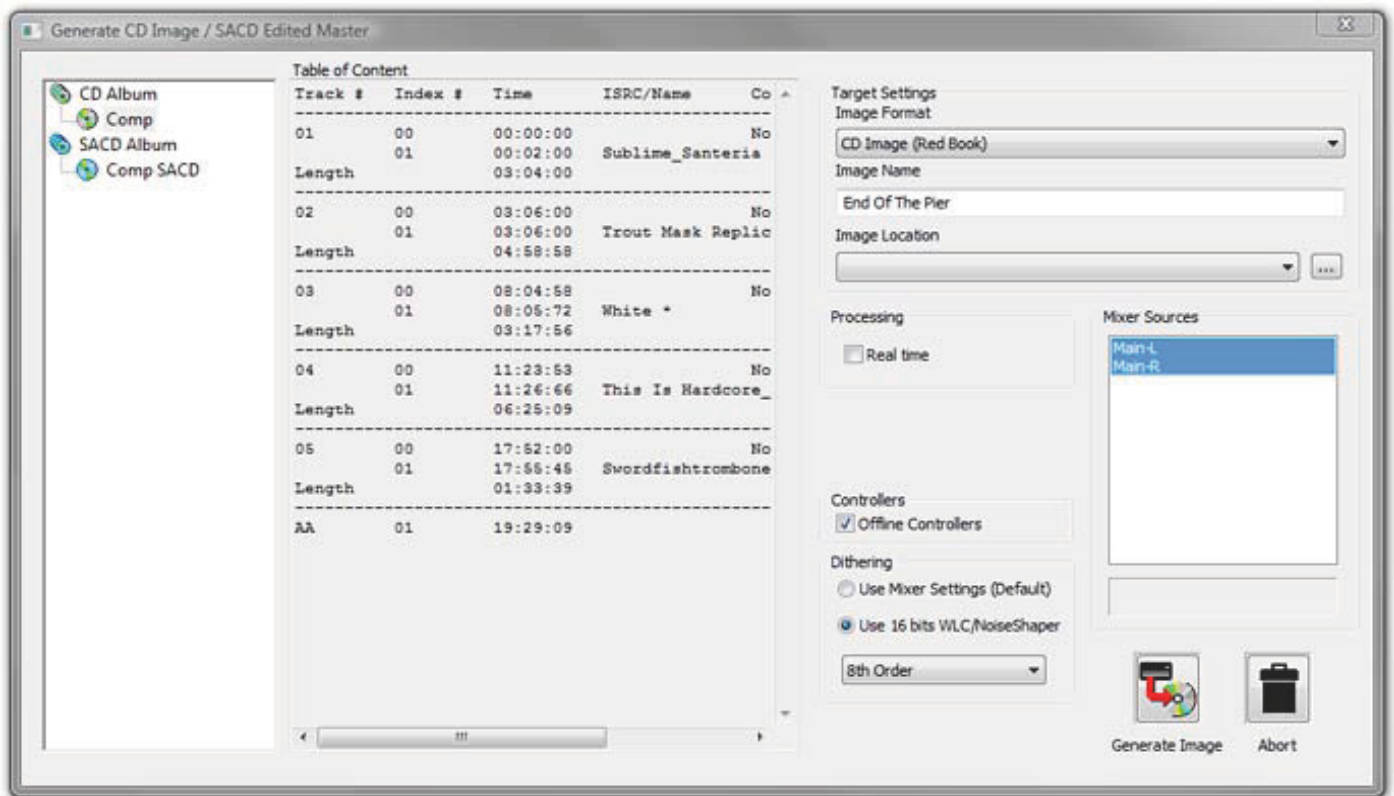 Generate CD Image / SACD Edited Master
CD Album
Comp
SACD Album
Comp SACD
Table of Content
Track # Index # Time ISRC/Name Co
01 00 00:00:00 No
01 00:02:00 Sublime_Santeria
Length 03:04:00
02 00 03:06:00 No
01 03:06:00 Trout Mask Replic
Length 04:58:58
03 00 08:04:58 No
01 08:05:72 White *
Length 03:17:56
04 00 11:23:53 No
01 11:26:66 This Is Hardcore_
Length 06:25:09
05 00 17:52:00 No
01 17:55:45 Swordfishtrombone
Length 01:33:39
AA 01 19:29:09
Target Settings
Image Format
CD Image (Red Book)
Image Name
End Of The Pier
Image Location
...
Processing
Real time
Mixer Sources
Main-L
Main-R
Controllers
Offline Controllers
Dithering
Use Mixer Settings (Default)
Use 16 bits WLC/NoiseShaper
8th Order
Generate Image
Abort